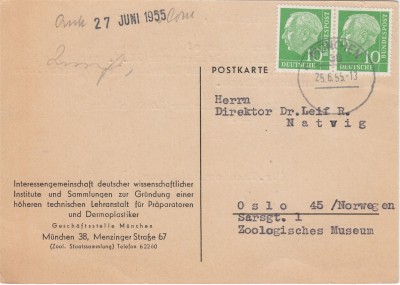 27 JUNI 1955
POSTKARTE
10 10
DEUTSCHE BUNDESPOST
DEUTSCHE BUNDESPOST
MÜNCHEN
25.6.55-13
Herrn
Direktor Dr. Leif R.
Natvig
Oslo 45/Norwegen
Sarsgt. 1
Zoologisches Museum
Interessengemeinschaft deutscher wissenschaftlicher
Institute und Sammlungen zur Gründung einer
höheren technischen Lehranstalt für Präparatoren
und Dermoplastiker
Geschäftsstelle München
München 38, Menzinger Straße 67
(Zool. Staatssammlung) Telefon 62260